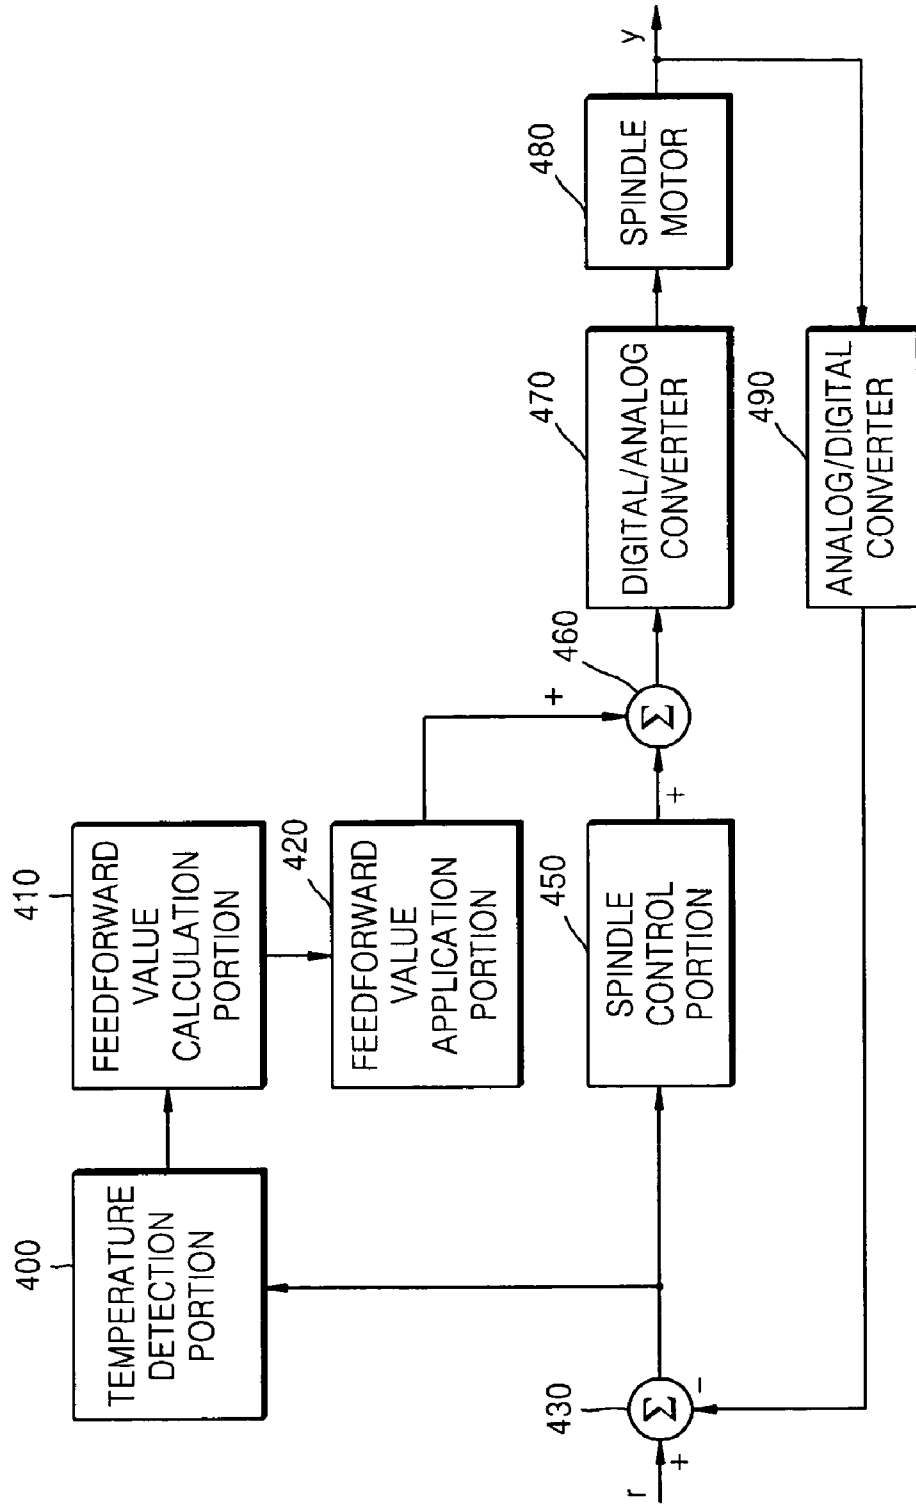 400
TEMPERATURE
DETECTION
PORTION
410
FEEDFORWARD
VALUE
CALCULATION
PORTION
420
FEEDFORWARD
VALUE
APPLICATION
PORTION
r
+
-
430
Σ
450
SPINDLE
CONTROL
PORTION
+
+
460
Σ
470
DIGITAL/ANALOG
CONVERTER
480
SPINDLE
MOTOR
y
490
ANALOG/DIGITAL
CONVERTER